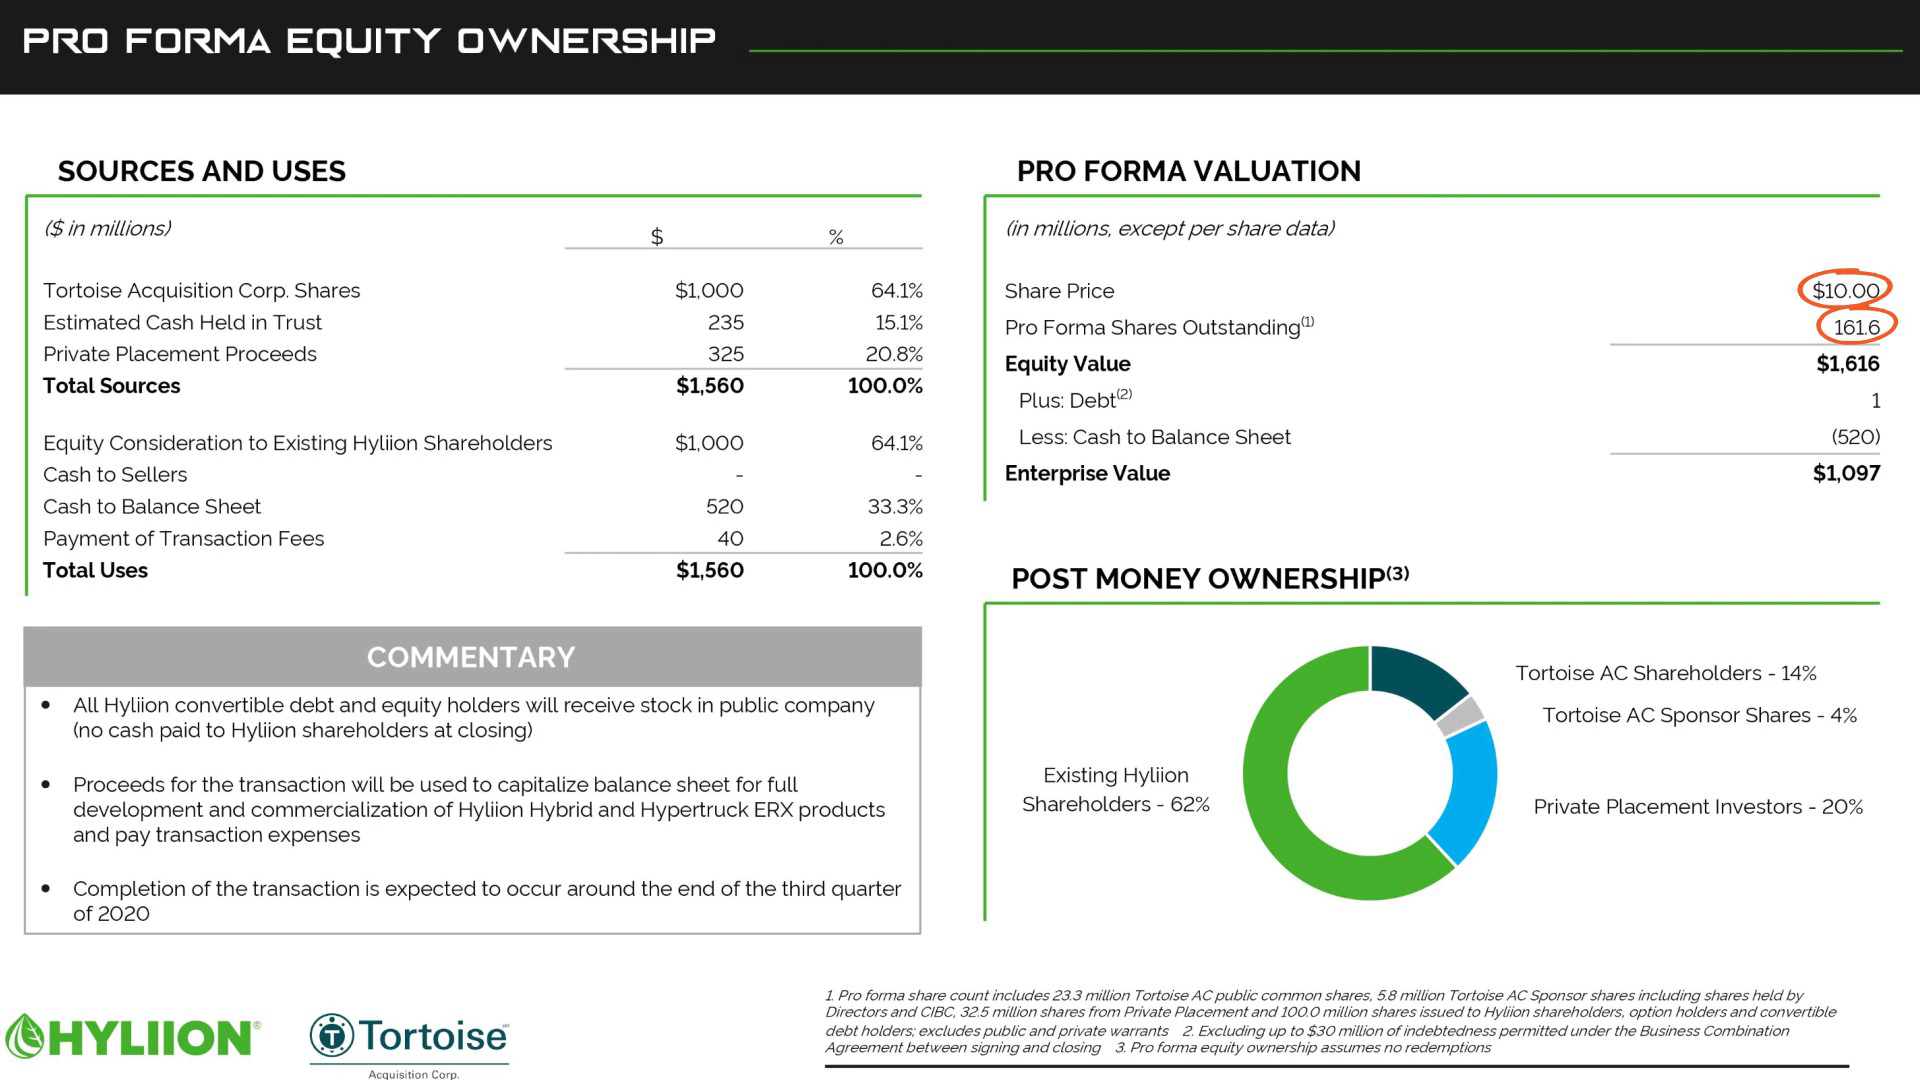 PRO FORMA EQUITY OWNERSHIP
SOURCES AND USES
($ in millions) $ %
Tortoise Acquisition Corp. Shares $1,000 64.1%
Estimated Cash Held in Trust 235 15.1%
Private Placement Proceeds 325 20.8%
Total Sources $1,560 100.0%
Equity Consideration to Existing Hyliion Shareholders $1,000 64.1%
Cash to Sellers - -
Cash to Balance Sheet 520 33.3%
Payment of Transaction Fees 40 2.6%
Total Uses $1,560 100.0%
COMMENTARY
• All Hyliion convertible debt and equity holders will receive stock in public company
(no cash paid to Hyliion shareholders at closing)
• Proceeds for the transaction will be used to capitalize balance sheet for full
development and commercialization of Hyliion Hybrid and Hypertruck ERX products
and pay transaction expenses
• Completion of the transaction is expected to occur around the end of the third quarter
of 2020
PRO FORMA VALUATION
(in millions, except per share data)
Share Price $10.00
Pro Forma Shares Outstanding(1) 161.6
Equity Value $1,616
Plus: Debt(2) 1
Less: Cash to Balance Sheet (520)
Enterprise Value $1,097
POST MONEY OWNERSHIP(3)
Tortoise AC Shareholders - 14%
Tortoise AC Sponsor Shares - 4%
Existing Hyliion
Shareholders - 62%
Private Placement Investors - 20%
1. Pro forma share count includes 23.3 million Tortoise AC public common shares, 5.8 million Tortoise AC Sponsor shares including shares held by
Directors and CIBC, 32.5 million shares from Private Placement and 100.0 million shares issued to Hyliion shareholders, option holders and convertible
debt holders; excludes public and private warrants 2. Excluding up to $30 million of indebtedness permitted under the Business Combination
Agreement between signing and closing 3. Pro forma equity ownership assumes no redemptions
HYLIION®
T Tortoise
Acquisition Corp.